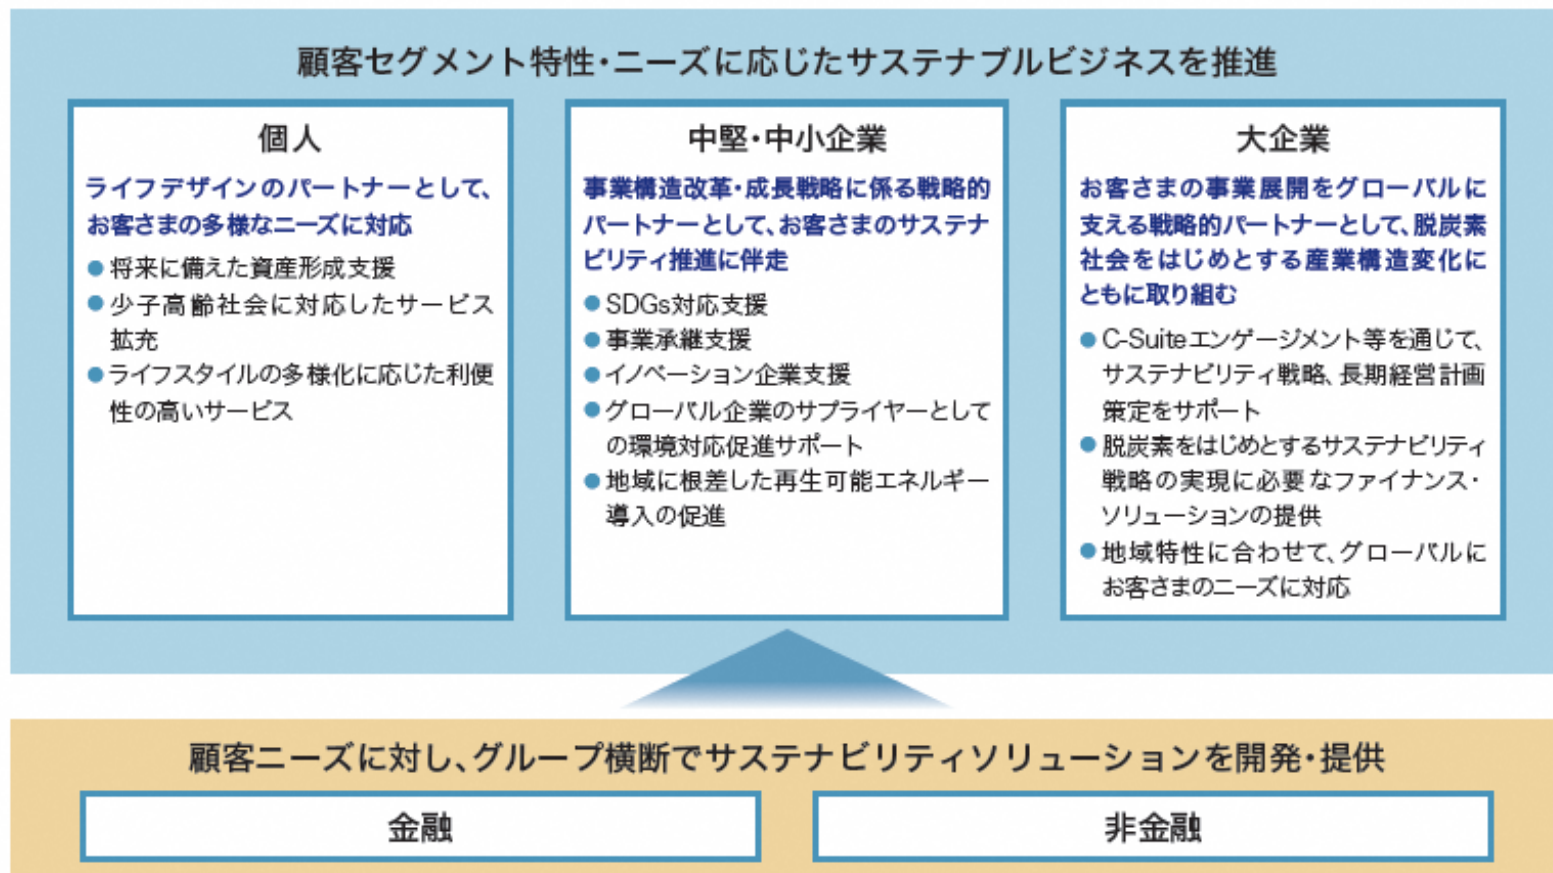 顧客セグメント特性・ニーズに応じたサステナブルビジネスを推進
個人
ライフデザインのパートナーとして、
お客さまの多様なニーズに対応
●将来に備えた資産形成支援
●少子高齢社会に対応したサービス
拡充
●ライフスタイルの多様化に応じた利便
性の高いサービス
中堅・中小企業
事業構造改革・成長戦略に係る戦略的
パートナーとして、お客さまのサステナ
ビリティ推進に伴走
●SDGs対応支援
●事業承継支援
●イノベーション企業支援
●グローバル企業のサプライヤーとして
の環境対応促進サポート
●地域に根差した再生可能エネルギー
導入の促進
大企業
お客さまの事業展開をグローバルに
支える戦略的パートナーとして、脱炭素
社会をはじめとする産業構造変化に
ともに取り組む
●C-Suiteエンゲージメント等を通じて、
サステナビリティ戦略、長期経営計画
策定をサポート
●脱炭素をはじめとするサステナビリティ
戦略の実現に必要なファイナンス・
ソリューションの提供
●地域特性に合わせて、グローバルに
お客さまのニーズに対応
顧客ニーズに対し、グループ横断でサステナビリティソリューションを開発・提供
金融
非金融